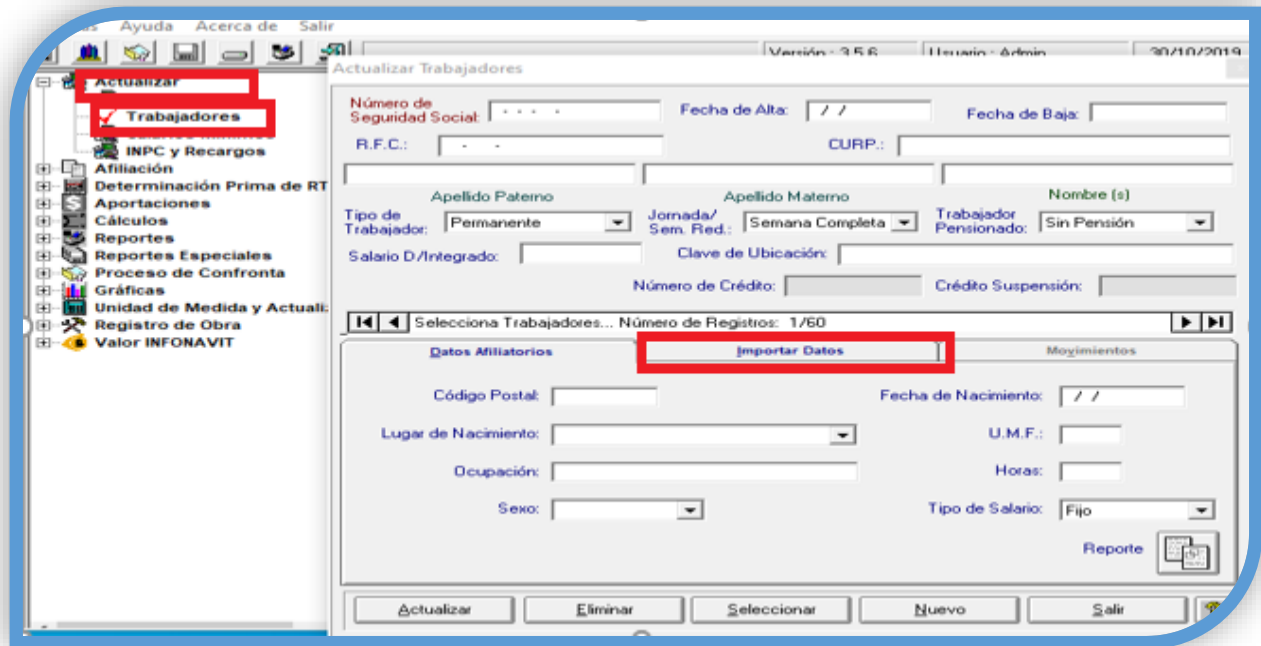 Ayuda Acerca de Salir
Versión : 3.5.6 Usuario : Admin 30/10/2019
Actualizar
Trabajadores
INPC y Recargos
Afiliación
Determinación Prima de RT
Aportaciones
Cálculos
Reportes
Reportes Especiales
Proceso de Confronta
Gráficas
Unidad de Medida y Actuali
Registro de Obra
Valor INFONAVIT
Actualizar Trabajadores
Número de
Seguridad Social: - - - - Fecha de Alta: / / Fecha de Baja:
R.F.C.: - - CURP.:
Apellido Paterno Apellido Materno Nombre (s)
Tipo de
Trabajador: Permanente Jornada/
Sem. Red.: Semana Completa Trabajador
Pensionado: Sin Pensión
Salario D/Integrado: Clave de Ubicación:
Número de Crédito: Crédito Suspensión:
Selecciona Trabajadores... Número de Registros: 1/60
Datos Afiliatorios Importar Datos Movimientos
Código Postal: Fecha de Nacimiento: / /
Lugar de Nacimiento: U.M.F.:
Ocupación: Horas:
Sexo: Tipo de Salario: Fijo
Reporte
Actualizar Eliminar Seleccionar Nuevo Salir